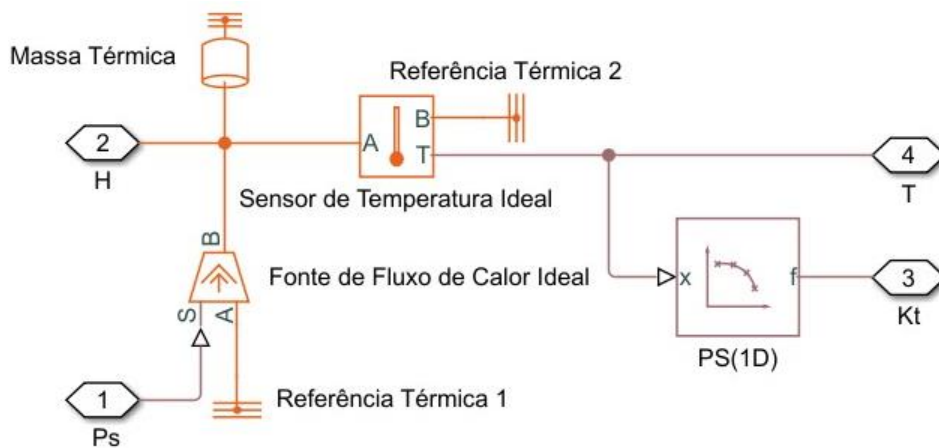 Massa Térmica
Referência Térmica 2
B
2
A
T
4
H
T
Sensor de Temperatura Ideal
B
Fonte de Fluxo de Calor Ideal
x
f
3
S
A
Kt
PS(1D)
1
Referência Térmica 1
Ps